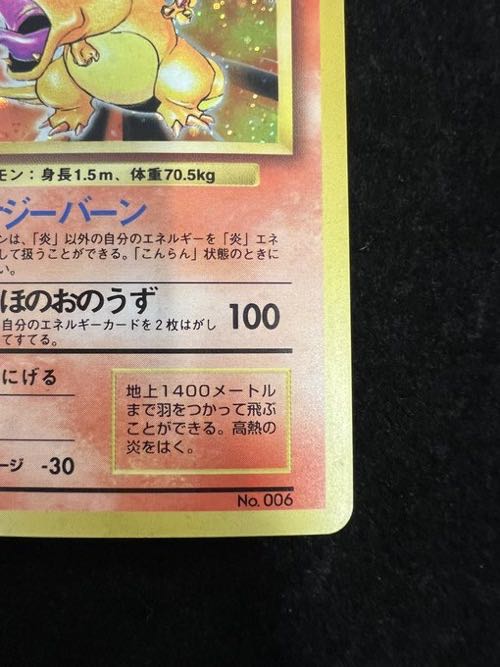 モン：身長1.5m、体重70.5kg
ジーバーン
ンは、「炎」以外の自分のエネルギーを「炎」エネ
して扱うことができる。「こんらん」状態のときに
い。
ほのおのうず 100
自分のエネルギーカードを2枚はがし
てすてる。
にげる
地上1400メートル
まで羽をつかって飛ぶ
ことができる。高熱の
炎をはく。
ージ -30
No. 006